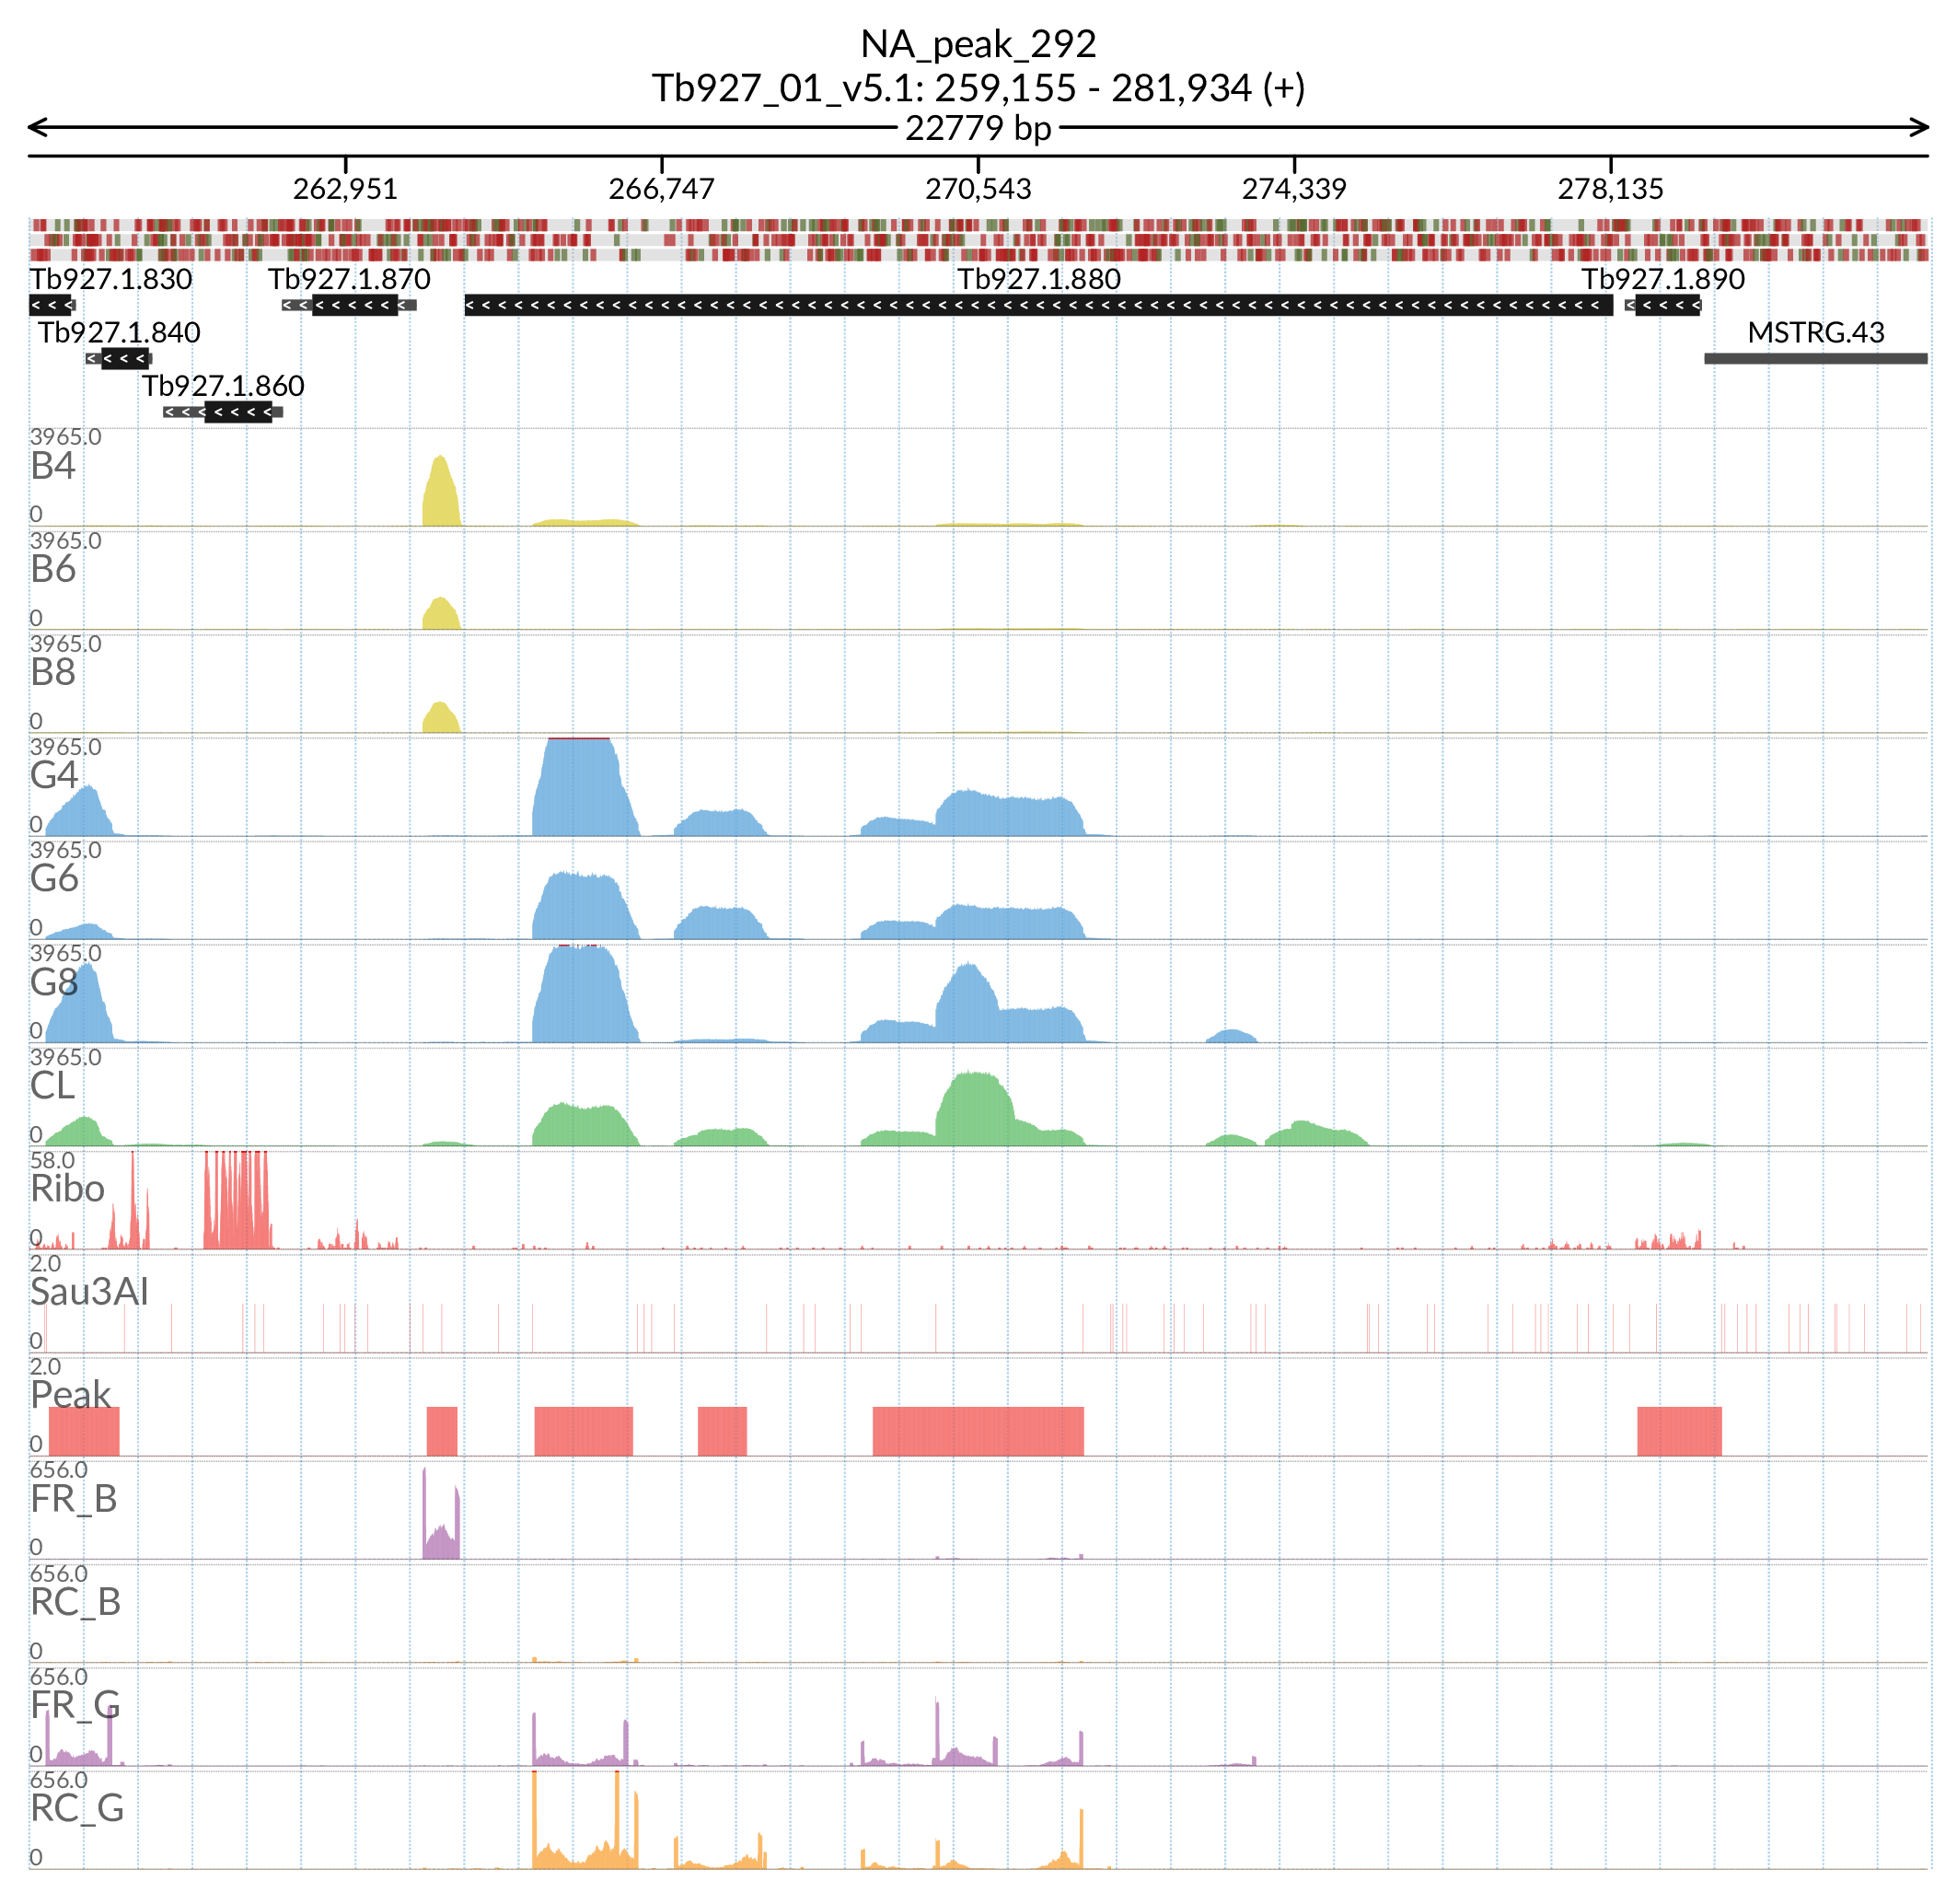 NA_peak_292
Tb927_01_v5.1: 259,155 - 281,934 (+)
22779 bp
262,951 266,747 270,543 274,339 278,135
Tb927.1.830 Tb927.1.870 Tb927.1.880 Tb927.1.890
Tb927.1.840 MSTRG.43
Tb927.1.860
3965.0
B4
0
3965.0
B6
0
3965.0
B8
0
3965.0
G4
0
3965.0
G6
0
3965.0
G8
0
3965.0
CL
0
58.0
Ribo
0
2.0
Sau3AI
0
2.0
Peak
0
656.0
FR_B
0
656.0
RC_B
0
656.0
FR_G
0
656.0
RC_G
0